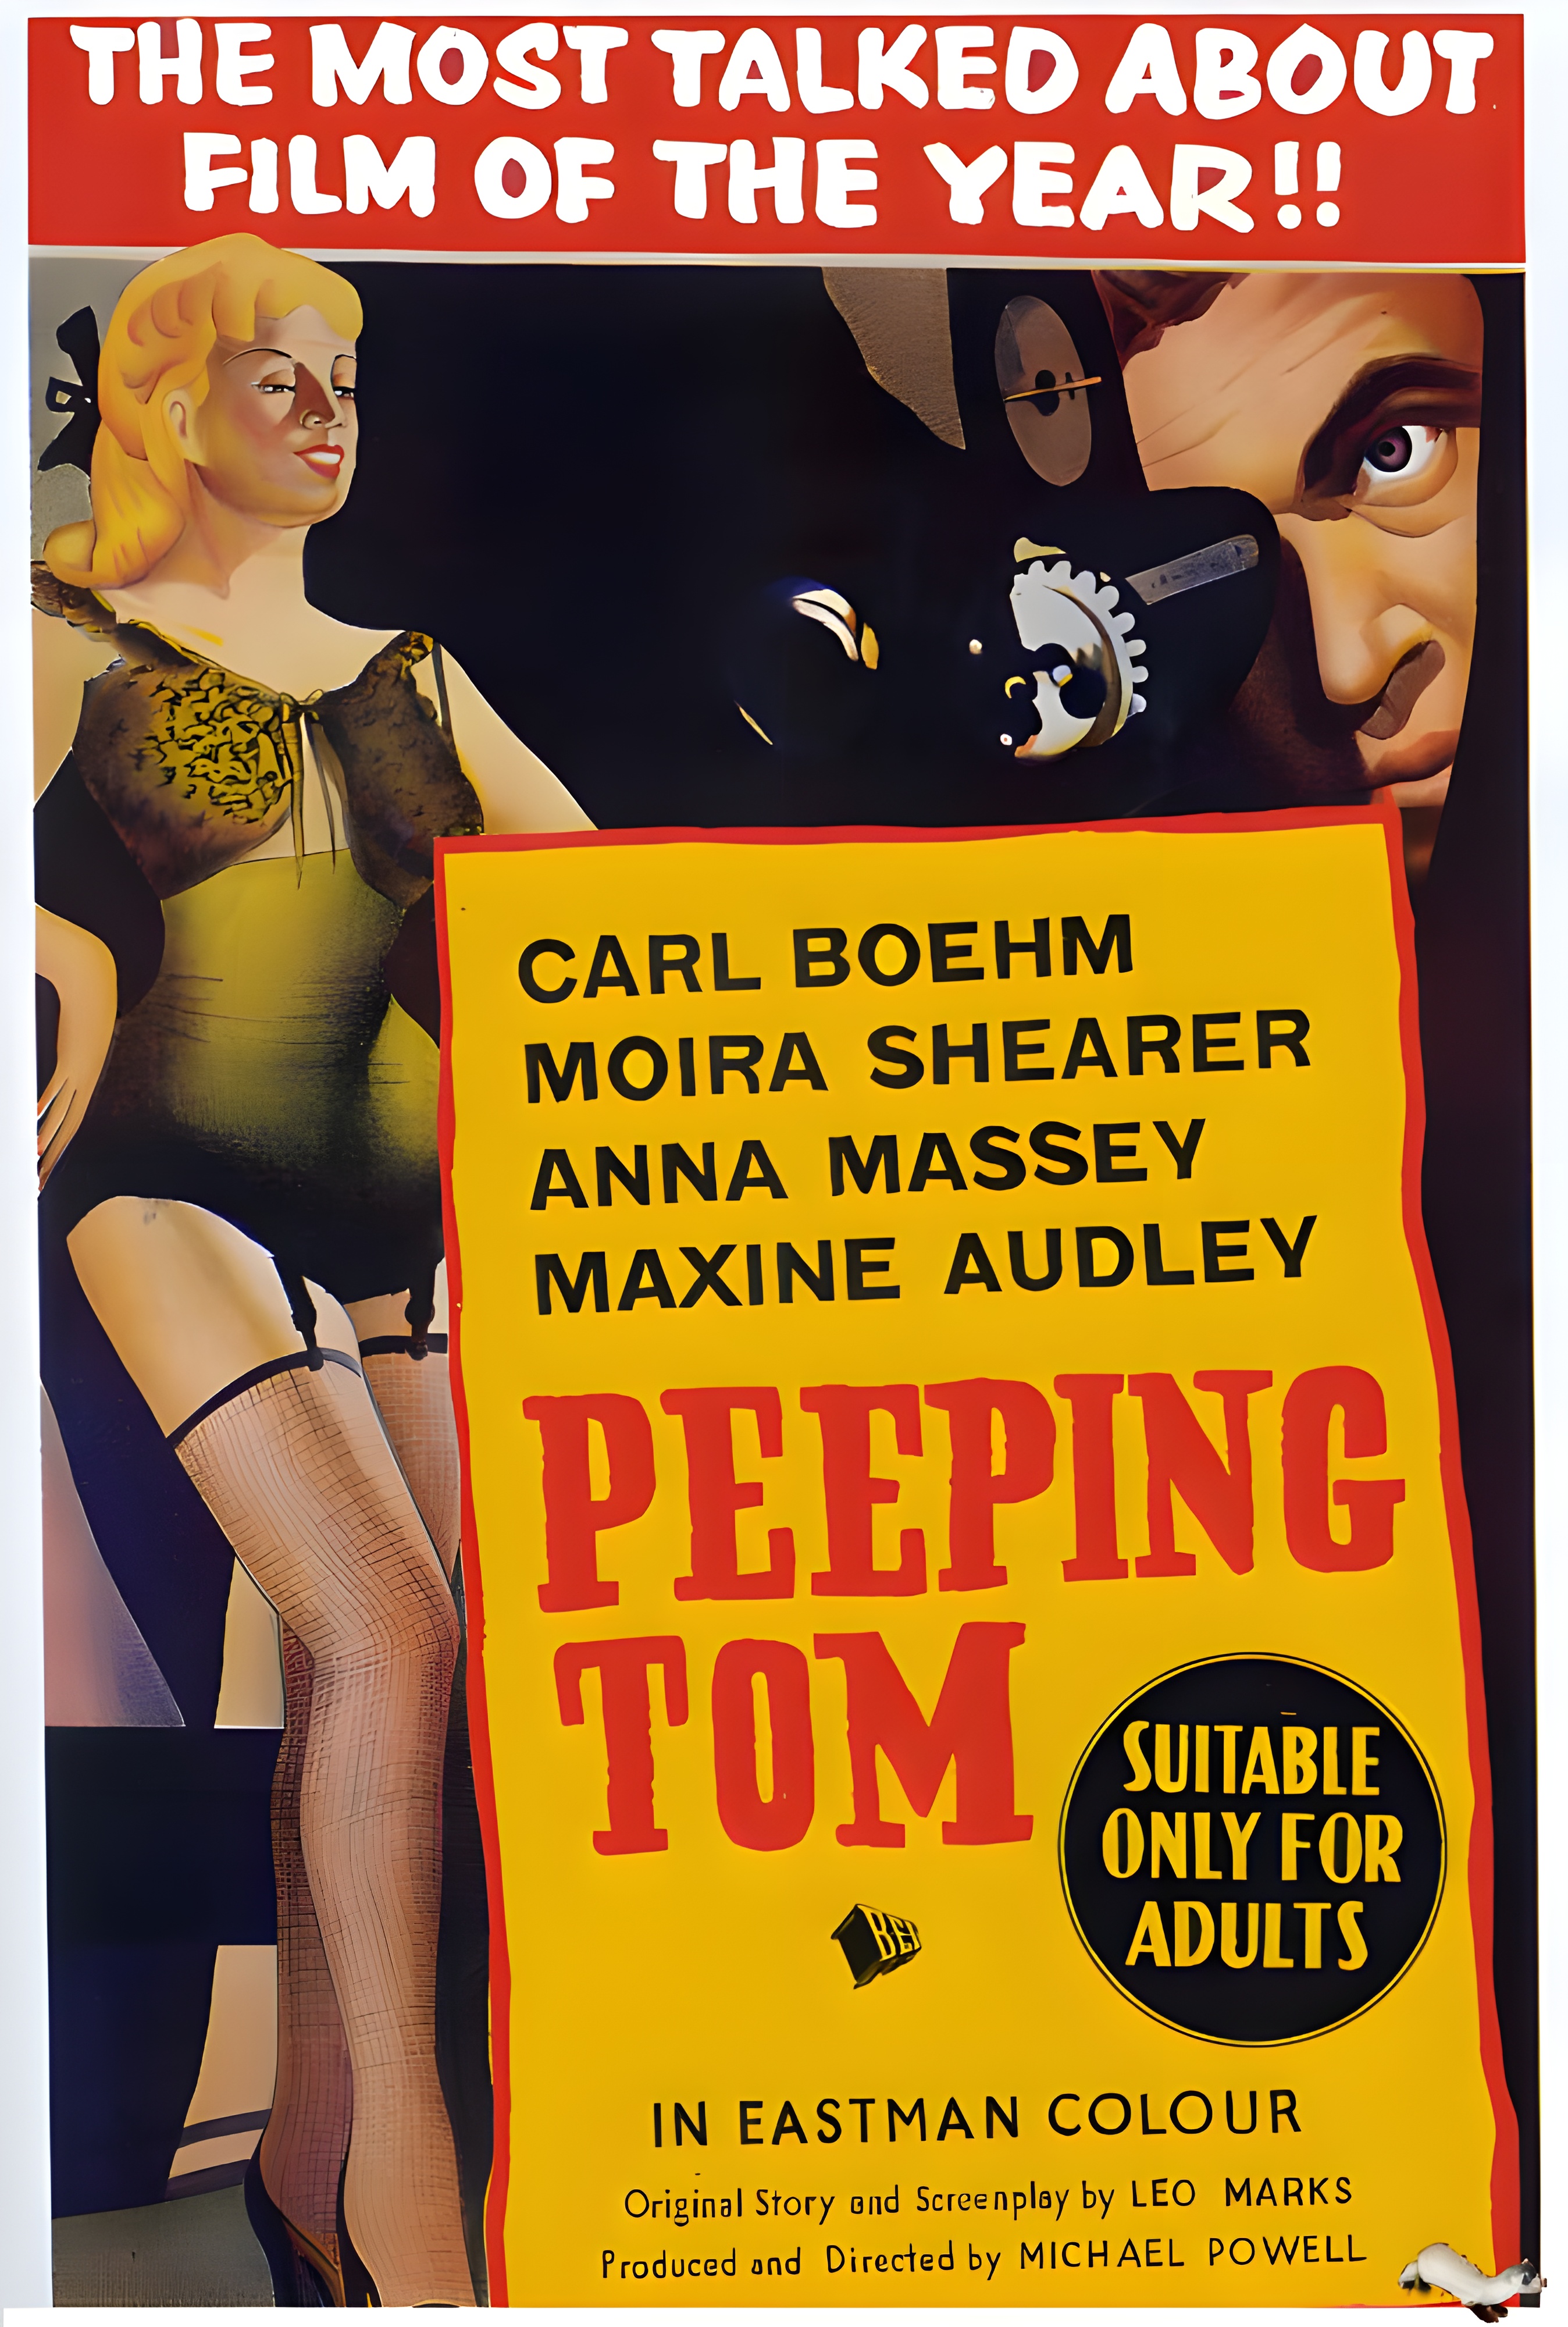 THE MOST TALKED ABOUT
FILM OF THE YEAR!!
CARL BOEHM
MOIRA SHEARER
ANNA MASSEY
MAXINE AUDLEY
PEEPING
TOM
SUITABLE
ONLY FOR
ADULTS
IN EASTMAN COLOUR
Original Story and Screenplay by LEO MARKS
Produced and Directed by MICHAEL POWELL